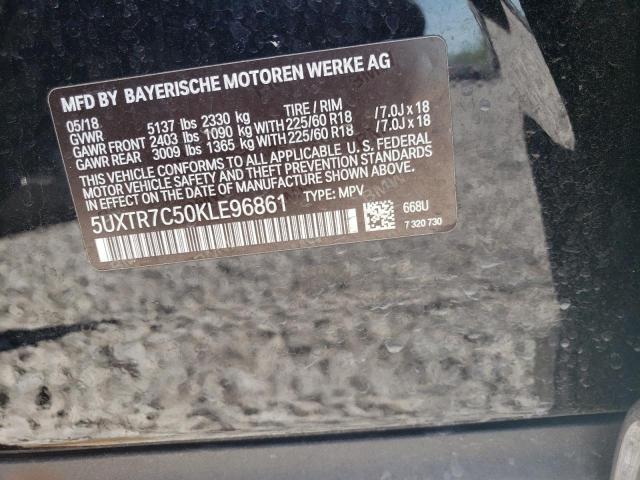 MFD BY BAYERISCHE MOTOREN WERKE AG
05/18 5137 lbs 2330 kg TIRE / RIM
GVWR
GAWR FRONT 2403 lbs 1090 kg WITH 225/60 R18 / 7.0J x 18
GAWR REAR 3009 lbs 1365 kg WITH 225/60 R18 / 7.0J x 18
THIS VEHICLE CONFORMS TO ALL APPLICABLE U. S. FEDERAL
MOTOR VEHICLE SAFETY AND THEFT PREVENTION STANDARDS
IN EFFECT ON THE DATE OF MANUFACTURE SHOWN ABOVE.
5UXTR7C50KLE96861 TYPE: MPV
668U
7 320 730